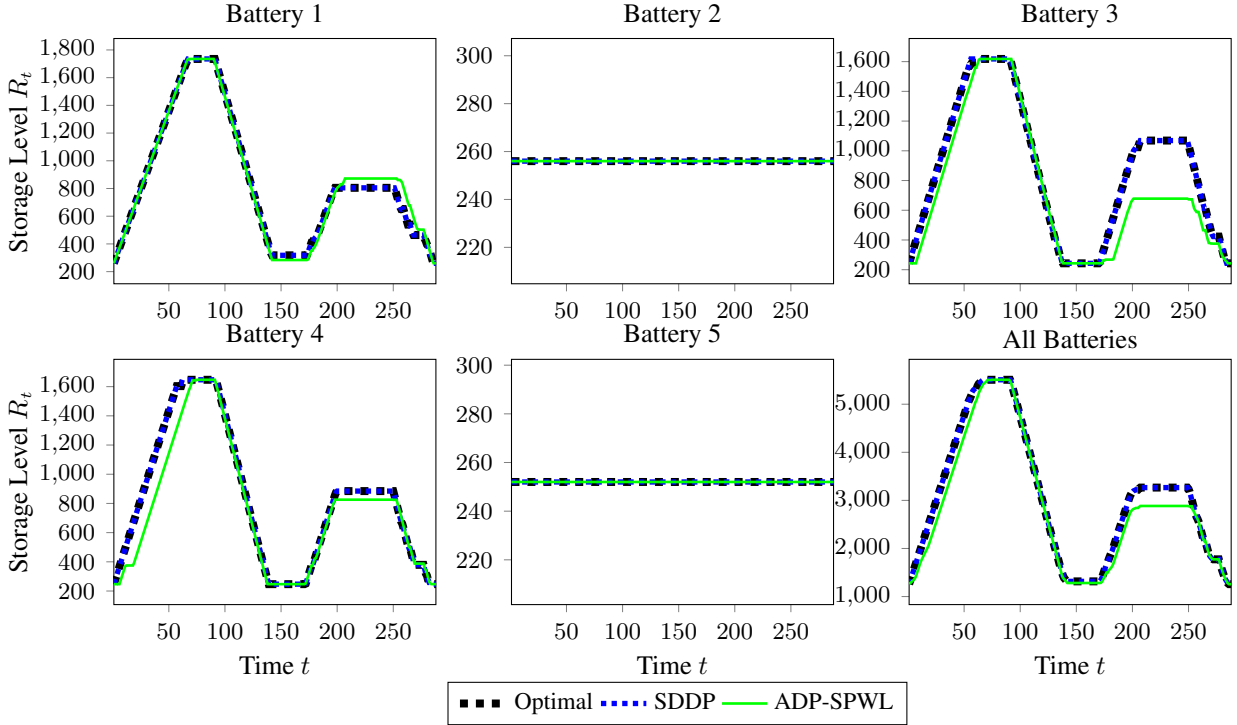 Battery 1
Battery 2
Battery 3
Storage Level R_t
1,800
1,600
1,400
1,200
1,000
800
600
400
200
50 100 150 200 250
300
280
260
240
220
50 100 150 200 250
1,600
1,400
1,200
1,000
800
600
400
200
50 100 150 200 250
Battery 4
Battery 5
All Batteries
Storage Level R_t
1,600
1,400
1,200
1,000
800
600
400
200
50 100 150 200 250
Time t
300
280
260
240
220
50 100 150 200 250
Time t
5,000
4,000
3,000
2,000
1,000
50 100 150 200 250
Time t
Optimal SDDP ADP-SPWL